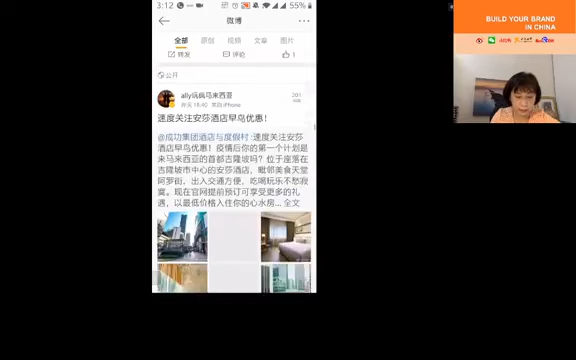 3:12
55%
微博
全部 原创 视频 文章 图片
转发 评论 1
公开
ally玩疯马来西亚
昨天 18:40 来自 iPhone
速度关注安莎酒店早鸟优惠！
@成功集团酒店与度假村 :速度关注安莎
酒店早鸟优惠！疫情后你的第一个计划是
来马来西亚的首都吉隆坡吗？位于座落在
吉隆坡市中心的安莎酒店，毗邻美食天堂
阿罗街，出入交通方便，吃喝玩乐不愁寂
寞。现在官网提前预订可享受更多的礼
遇，以最低价格入住你的心水房... 全文
BUILD YOUR BRAND
IN CHINA